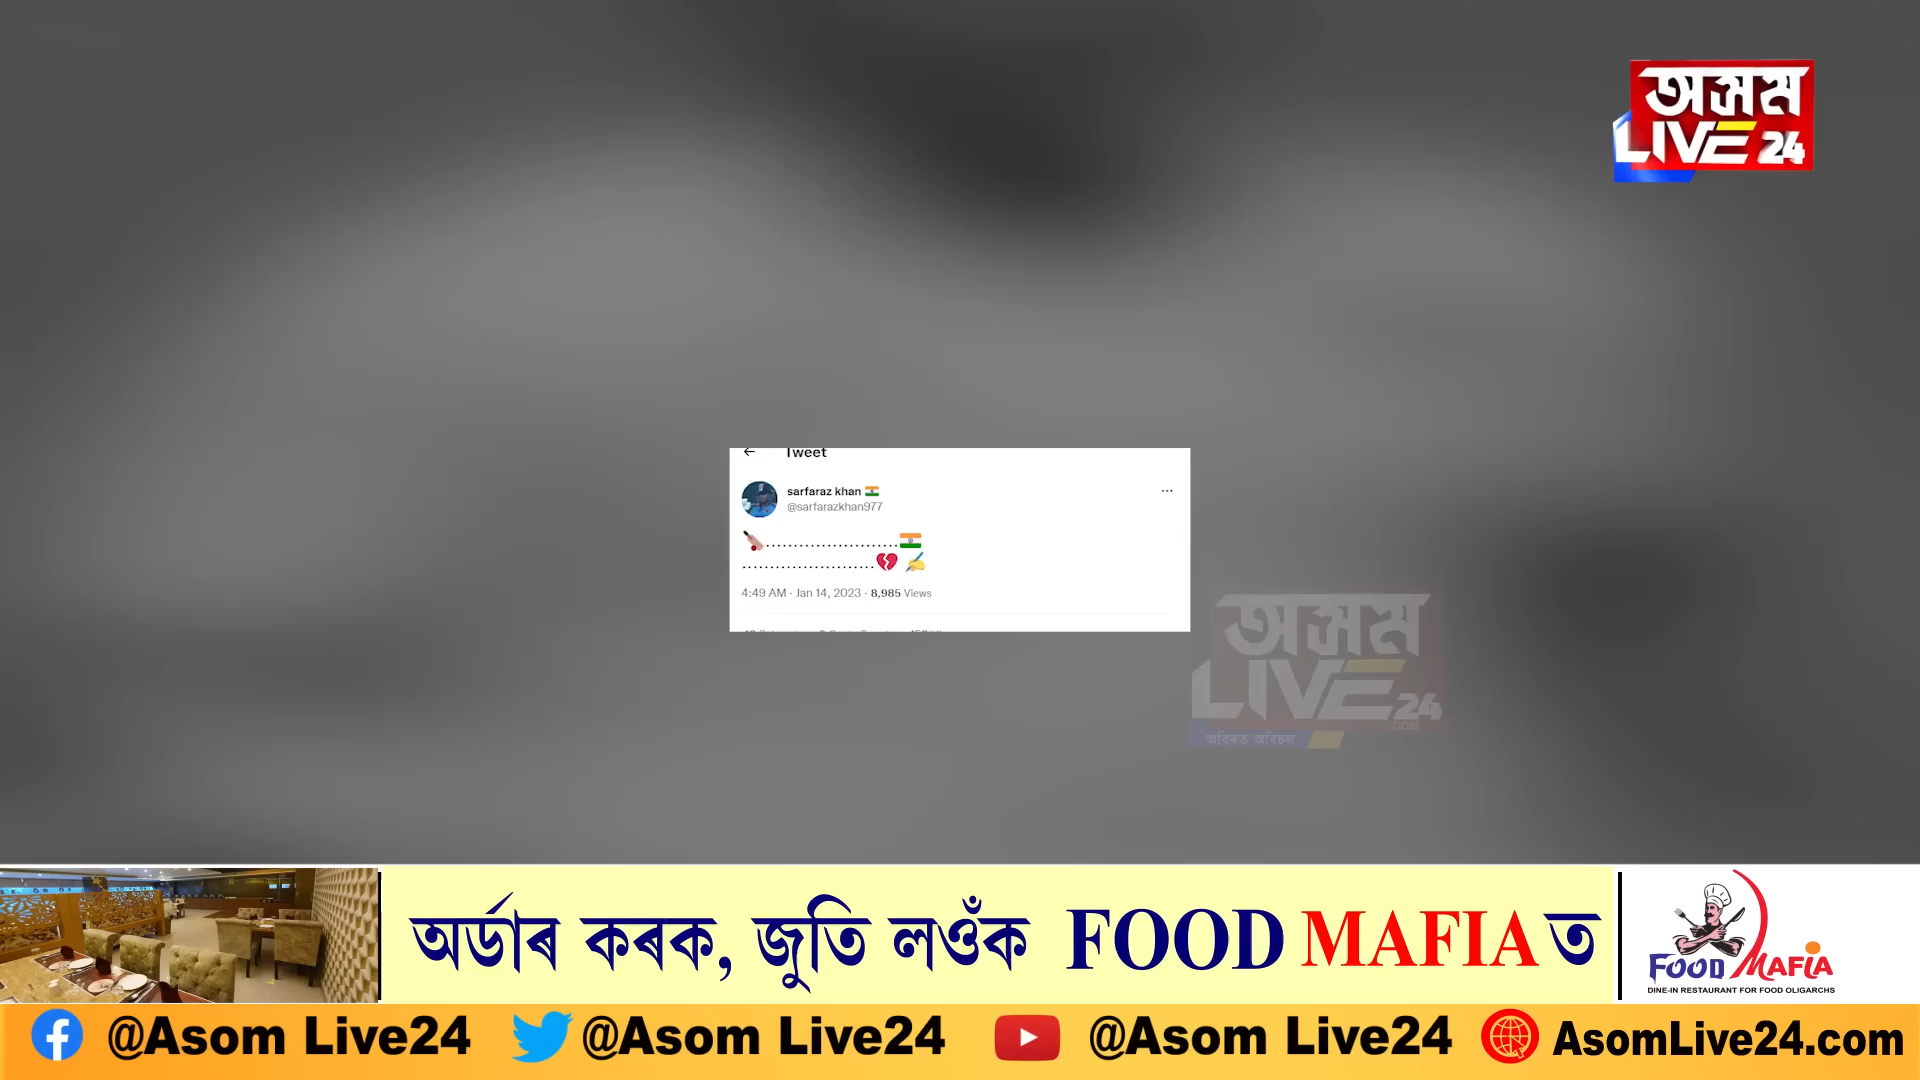 অসম
LIVE 24
Tweet
sarfaraz khan 🇮🇳
@sarfarazkhan977
🏏........................🇮🇳
........................💔 ✍
4:49 AM · Jan 14, 2023 · 8,985 Views
অসম
LIVE 24
.COM
অবিৰত অবিচল
অৰ্ডাৰ কৰক, জুতি লওঁক FOOD MAFIA ত
FOOD MAFIA
DINE-IN RESTAURANT FOR FOOD OLIGARCHS
@Asom Live24 @Asom Live24 @Asom Live24 AsomLive24.com